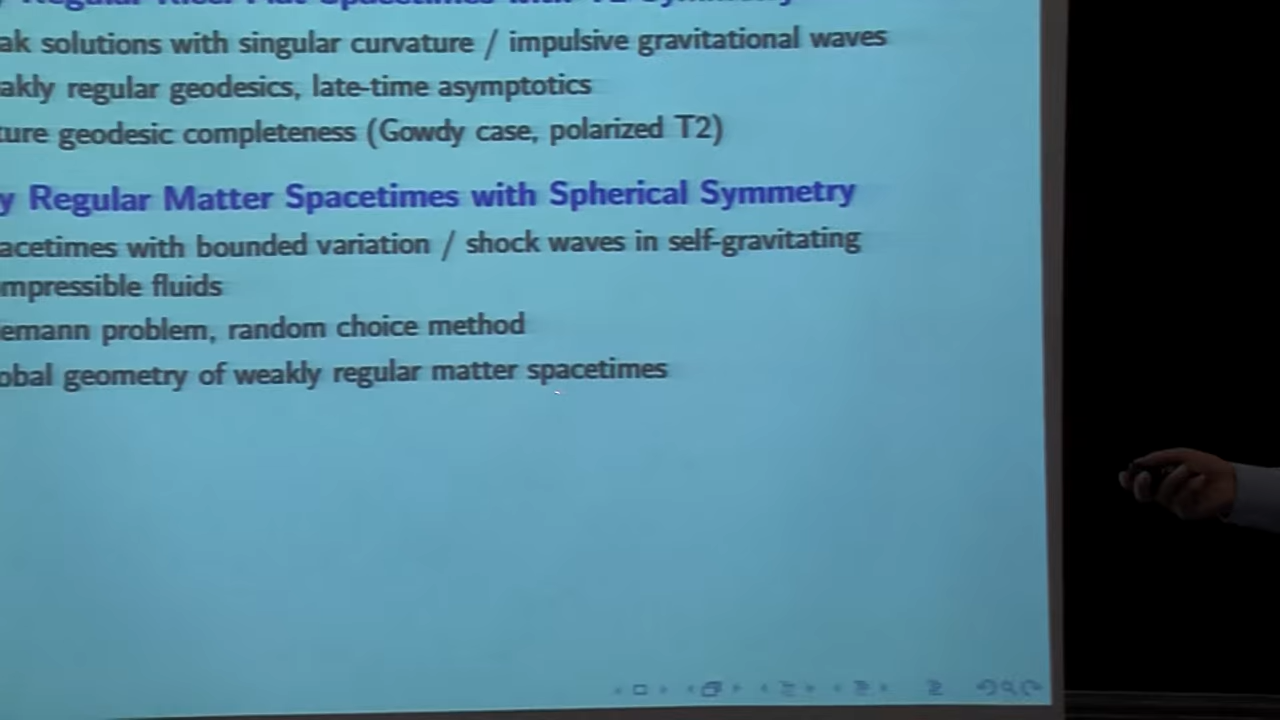 y Regular Ricci Flat Spacetimes with T2 Symmetry
ak solutions with singular curvature / impulsive gravitational waves
akly regular geodesics, late-time asymptotics
ture geodesic completeness (Gowdy case, polarized T2)
y Regular Matter Spacetimes with Spherical Symmetry
acetimes with bounded variation / shock waves in self-gravitating
mpressible fluids
emann problem, random choice method
obal geometry of weakly regular matter spacetimes